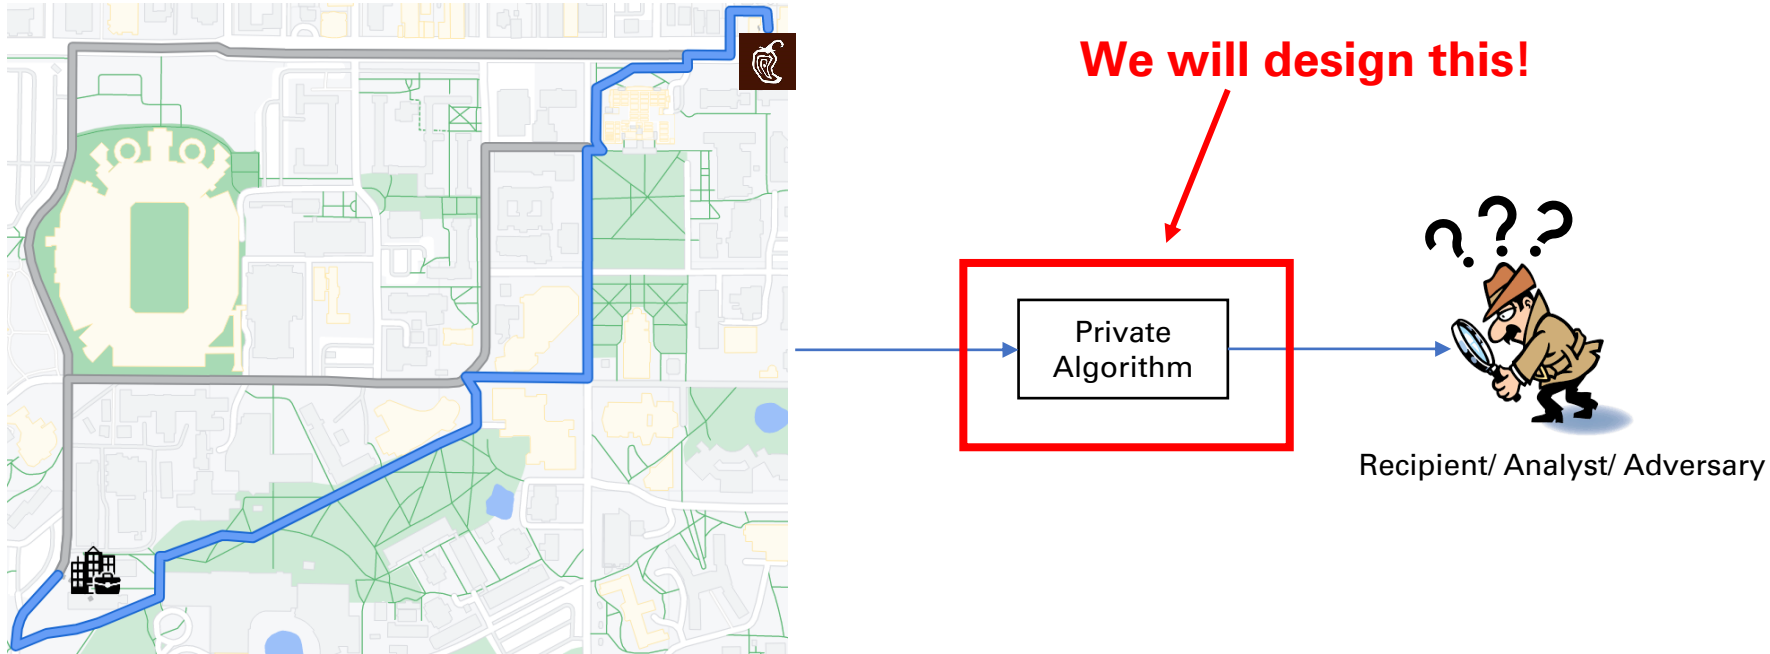 We will design this!
Private
Algorithm
Recipient/ Analyst/ Adversary